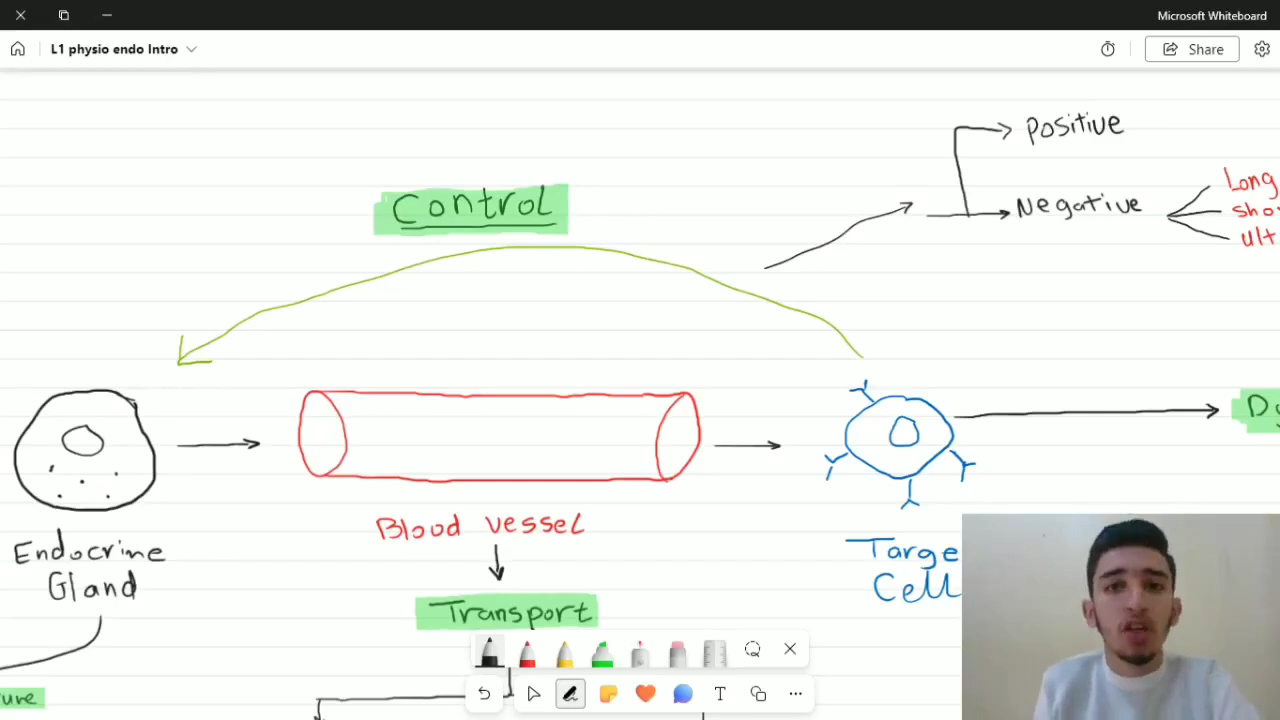 Microsoft Whiteboard
L1 physio endo Intro
Share
Positive
Control
Negative
Long
Endocrine
Gland
Blood vessel
Transport
Cell